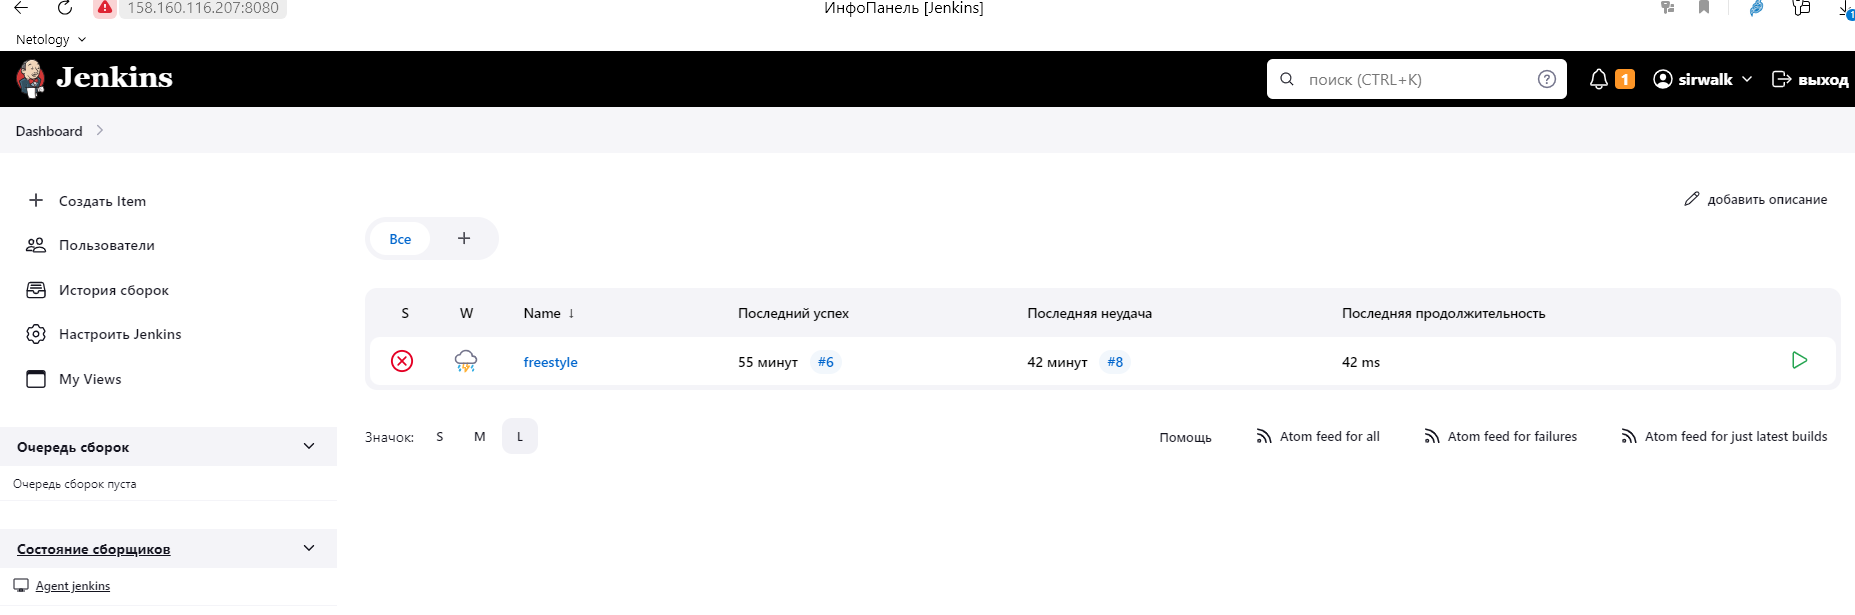 158.160.116.207:8080
ИнфоПанель [Jenkins]
1
Netology
Jenkins
поиск (CTRL+K)
?
1
sirwalk
выход
Dashboard
Создать Item
Пользователи
История сборок
Настроить Jenkins
My Views
Очередь сборок
Очередь сборок пуста
Состояние сборщиков
Agent jenkins
добавить описание
Все +
S W Name ↓ Последний успех Последняя неудача Последняя продолжительность
freestyle 55 минут #6 42 минут #8 42 ms
Значок: S M L
Помощь Atom feed for all Atom feed for failures Atom feed for just latest builds